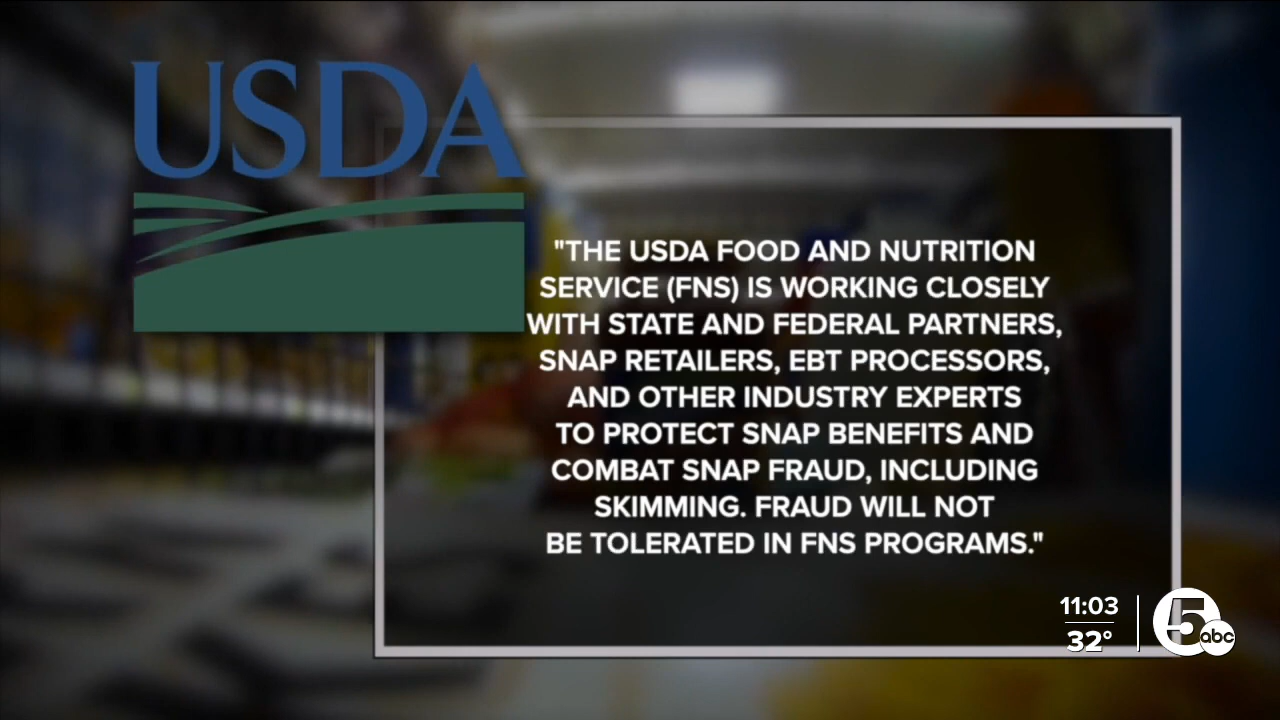 USDA
"THE USDA FOOD AND NUTRITION
SERVICE (FNS) IS WORKING CLOSELY
WITH STATE AND FEDERAL PARTNERS,
SNAP RETAILERS, EBT PROCESSORS,
AND OTHER INDUSTRY EXPERTS
TO PROTECT SNAP BENEFITS AND
COMBAT SNAP FRAUD, INCLUDING
SKIMMING. FRAUD WILL NOT
BE TOLERATED IN FNS PROGRAMS."
11:03
32°
5
abc